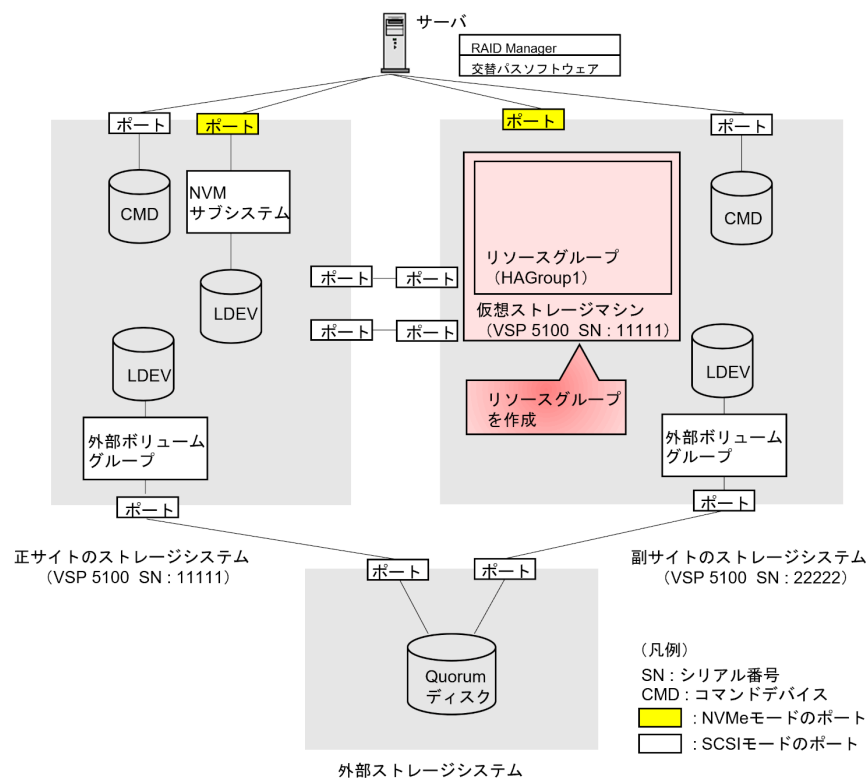 サーバ
RAID Manager
交替パスソフトウェア
ポート
ポート
ポート
ポート
CMD
NVM
サブシステム
LDEV
LDEV
外部ボリューム
グループ
ポート
ポート
ポート
ポート
ポート
リソースグループ
（HAGroup1）
仮想ストレージマシン
（VSP 5100 SN : 11111）
リソースグループ
を作成
CMD
LDEV
外部ボリューム
グループ
ポート
正サイトのストレージシステム
（VSP 5100 SN : 11111）
副サイトのストレージシステム
（VSP 5100 SN : 22222）
ポート
ポート
Quorum
ディスク
外部ストレージシステム
（凡例）
SN : シリアル番号
CMD : コマンドデバイス
: NVMeモードのポート
: SCSIモードのポート